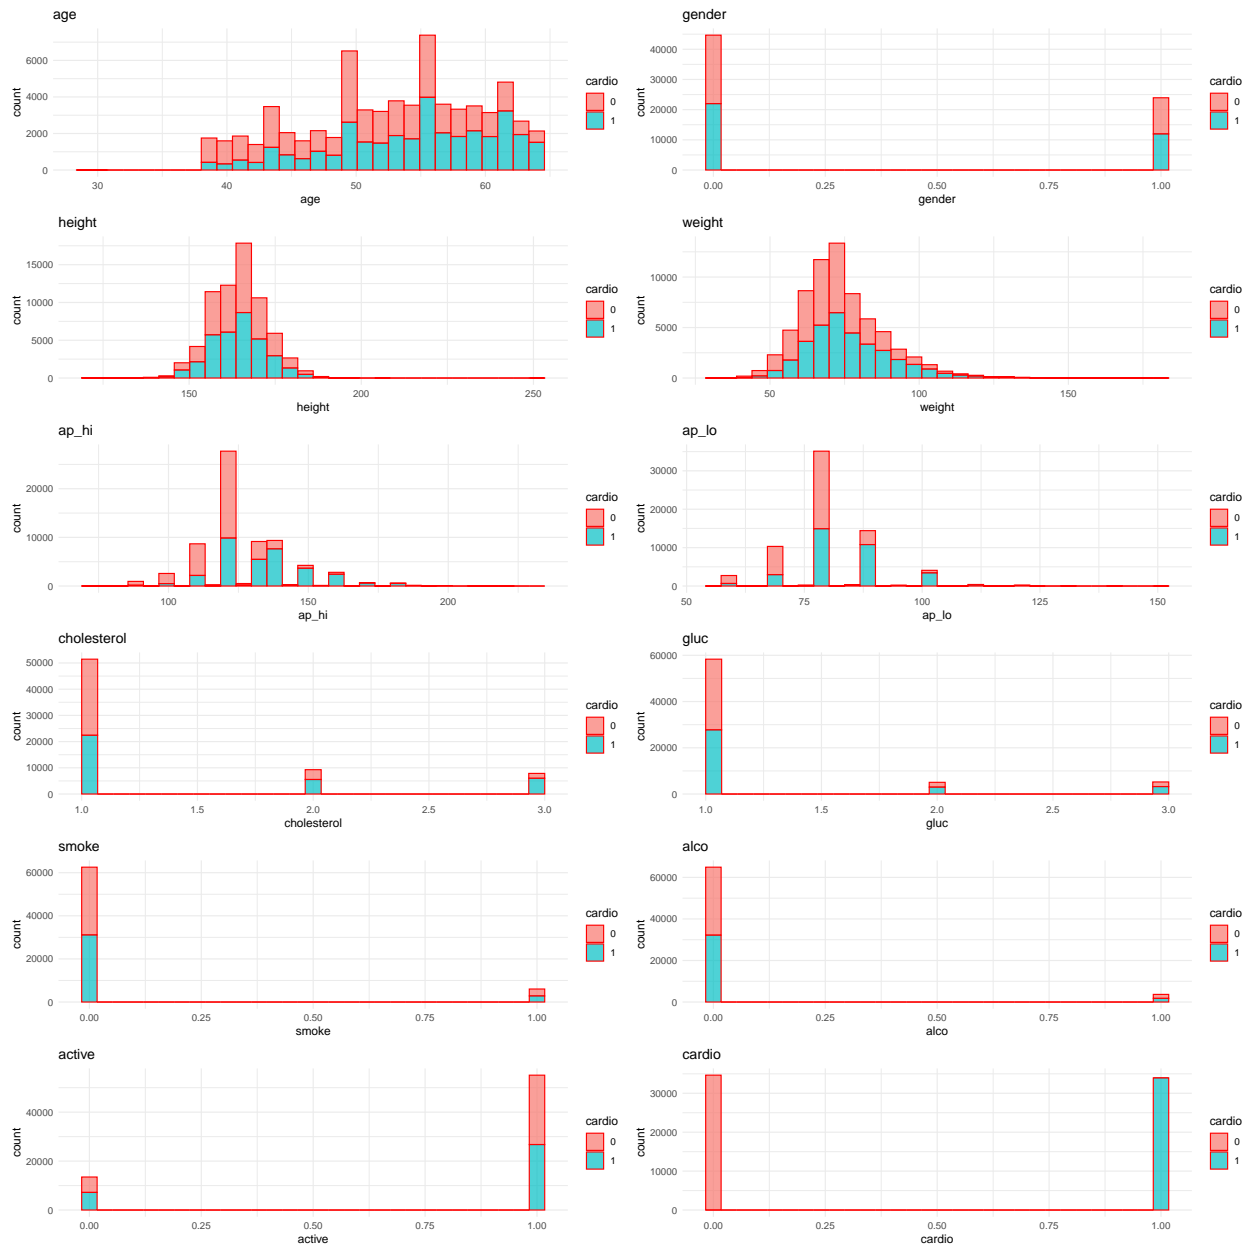 age
6000
4000
2000
0
count
30 40 50 60
age
cardio
0
1
gender
40000
30000
20000
10000
0
count
0.00 0.25 0.50 0.75 1.00
gender
cardio
0
1
height
15000
10000
5000
0
count
150 200 250
height
cardio
0
1
weight
10000
5000
0
count
50 100 150
weight
cardio
0
1
ap_hi
20000
10000
0
count
100 150 200
ap_hi
cardio
0
1
ap_lo
30000
20000
10000
0
count
50 75 100 125 150
ap_lo
cardio
0
1
cholesterol
50000
40000
30000
20000
10000
0
count
1.0 1.5 2.0 2.5 3.0
cholesterol
cardio
0
1
gluc
60000
40000
20000
0
count
1.0 1.5 2.0 2.5 3.0
gluc
cardio
0
1
smoke
60000
40000
20000
0
count
0.00 0.25 0.50 0.75 1.00
smoke
cardio
0
1
alco
60000
40000
20000
0
count
0.00 0.25 0.50 0.75 1.00
alco
cardio
0
1
active
40000
20000
0
count
0.00 0.25 0.50 0.75 1.00
active
cardio
0
1
cardio
30000
20000
10000
0
count
0.00 0.25 0.50 0.75 1.00
cardio
cardio
0
1